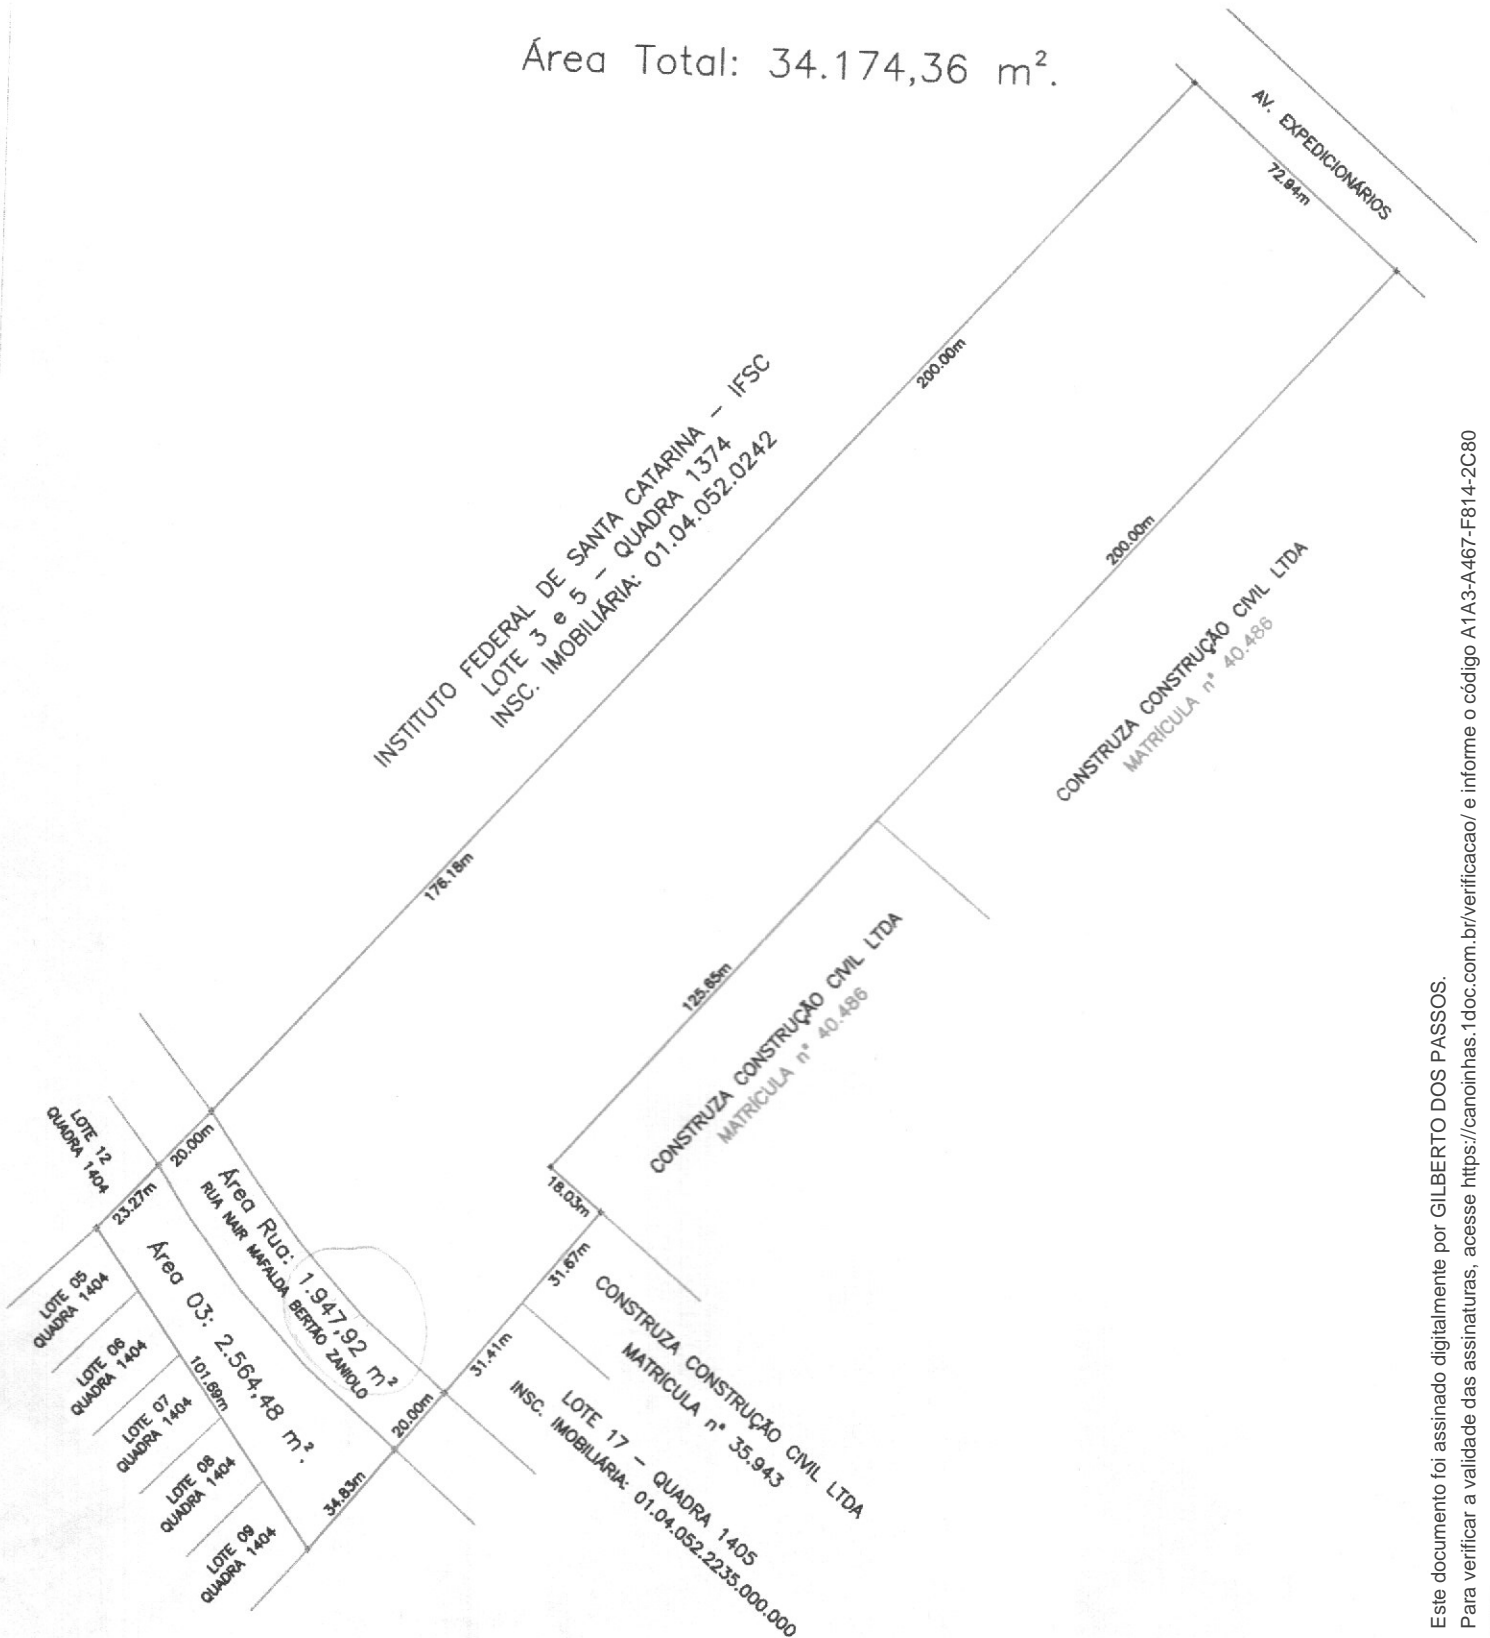 Área Total: 34.174,36 m².
AV. EXPEDICIONÁRIOS
72.94m
200.00m
INSTITUTO FEDERAL DE SANTA CATARINA - IFSC
LOTE 3 e 5 - QUADRA 1374
INSC. IMOBILIÁRIA: 01.04.052.0242
200.00m
CONSTRUZA CONSTRUÇÃO CIVIL LTDA
MATRÍCULA n° 40.486
176.18m
125.65m
CONSTRUZA CONSTRUÇÃO CIVIL LTDA
MATRÍCULA n° 40.486
LOTE 12
QUADRA 1404
20.00m
23.27m
18.03m
Área Rua: 1.947,92 m²
RUA NAIR MAFALDA BERTÃO ZANIOLO
Área 03: 2.564,48 m².
101.69m
31.67m
CONSTRUZA CONSTRUÇÃO CIVIL LTDA
MATRICULA n° 35.943
31.41m
LOTE 17 - QUADRA 1405
INSC. IMOBILIÁRIA: 01.04.052.2235.000.000
20.00m
34.83m
LOTE 05
QUADRA 1404
LOTE 06
QUADRA 1404
LOTE 07
QUADRA 1404
LOTE 08
QUADRA 1404
LOTE 09
QUADRA 1404
Este documento foi assinado digitalmente por GILBERTO DOS PASSOS.
Para verificar a validade das assinaturas, acesse https://canoinhas.1doc.com.br/verificacao/ e informe o código A1A3-A467-F814-2C80